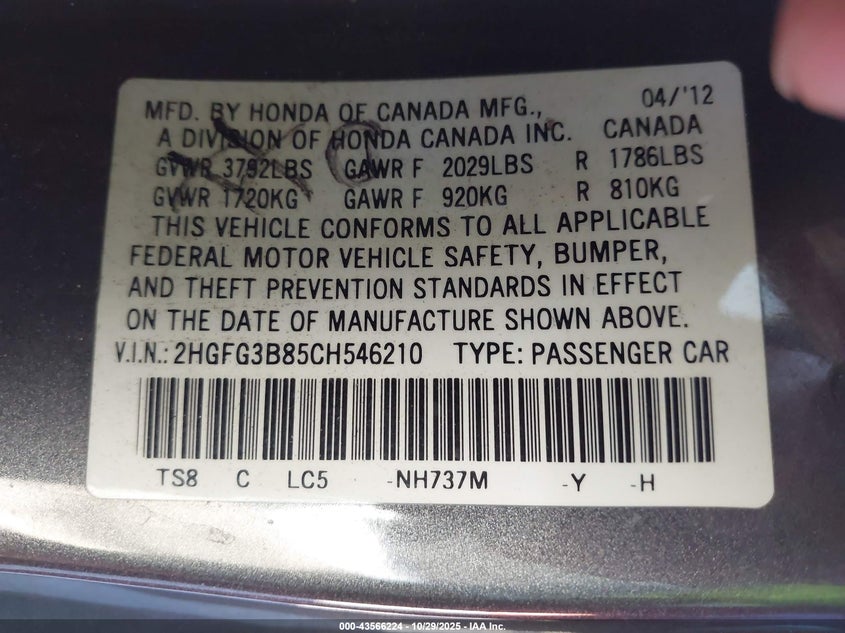 MFD. BY HONDA OF CANADA MFG., 04/'12
A DIVISION OF HONDA CANADA INC. CANADA
GVWR 3792LBS GAWR F 2029LBS R 1786LBS
GVWR 1720KG GAWR F 920KG R 810KG
THIS VEHICLE CONFORMS TO ALL APPLICABLE
FEDERAL MOTOR VEHICLE SAFETY, BUMPER,
AND THEFT PREVENTION STANDARDS IN EFFECT
ON THE DATE OF MANUFACTURE SHOWN ABOVE.
V.I.N.: 2HGFG3B85CH546210 TYPE: PASSENGER CAR
TS8 C LC5 -NH737M -Y -H
000-43566224 - 10/29/2025 - IAA Inc.